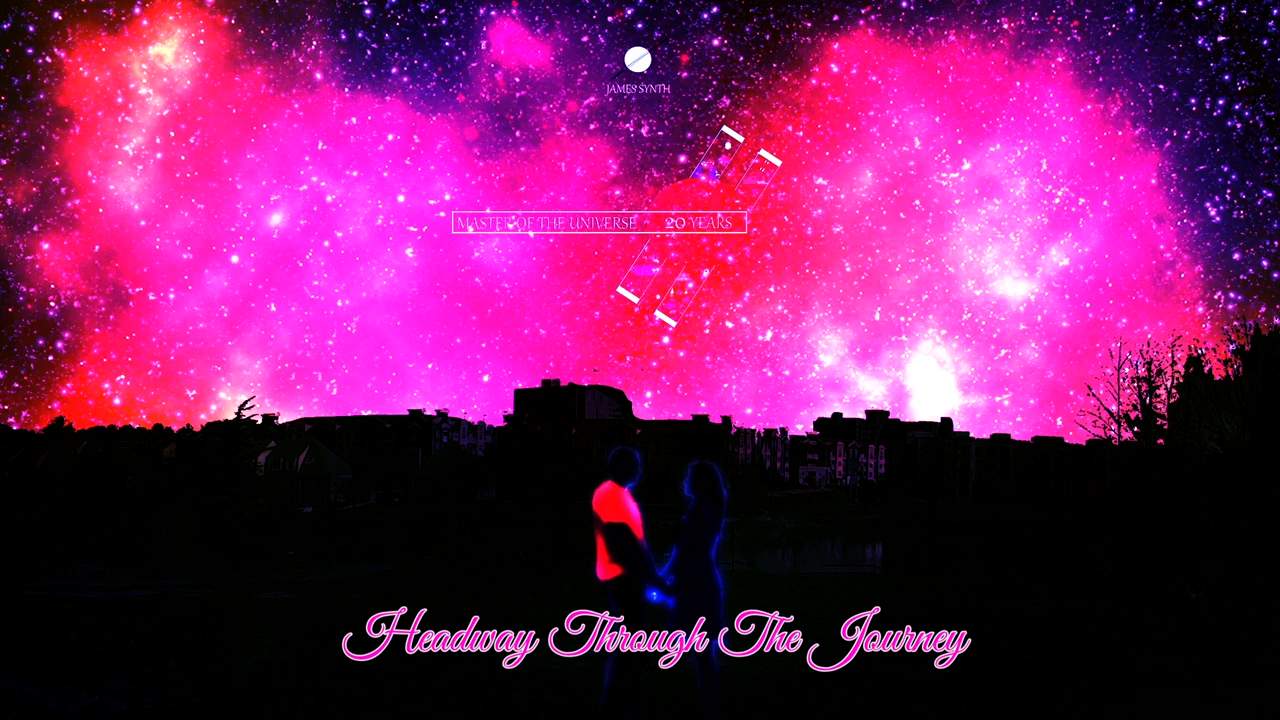 JAMES SYNTH
MASTER OF THE UNIVERSE 20 YEARS
Headway Through The Journey